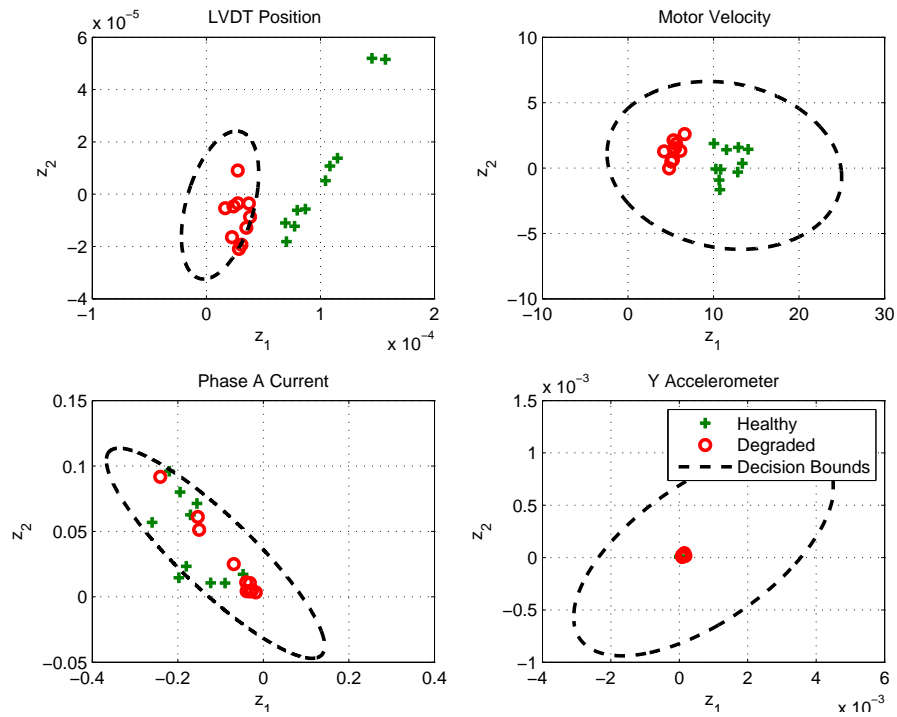 LVDT Position
x 10⁻⁵
6
4
2
0
−2
−4
z₂
−1
0
1
2
z₁
x 10⁻⁴
Motor Velocity
10
5
0
−5
−10
z₂
−10
0
10
20
30
z₁
Phase A Current
0.15
0.1
0.05
0
−0.05
z₂
−0.4
−0.2
0
0.2
0.4
z₁
Y Accelerometer
x 10⁻³
1.5
1
0.5
0
−0.5
−1
z₂
Healthy
Degraded
Decision Bounds
−4
−2
0
2
4
6
z₁
x 10⁻³